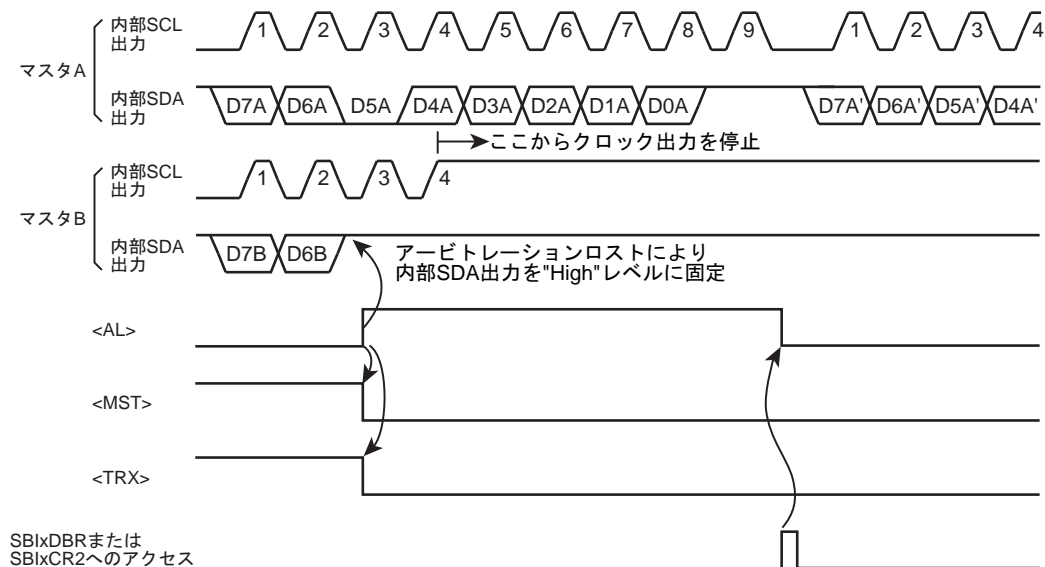 マスタA
内部SCL
出力
1 2 3 4 5 6 7 8 9 1 2 3 4
内部SDA
出力
D7A D6A D5A D4A D3A D2A D1A D0A D7A' D6A' D5A' D4A'
ここからクロック出力を停止
マスタB
内部SCL
出力
1 2 3 4
内部SDA
出力
D7B D6B
アービトレーションロストにより
内部SDA出力を"High"レベルに固定
<AL>
<MST>
<TRX>
SBIxDBRまたは
SBIxCR2へのアクセス